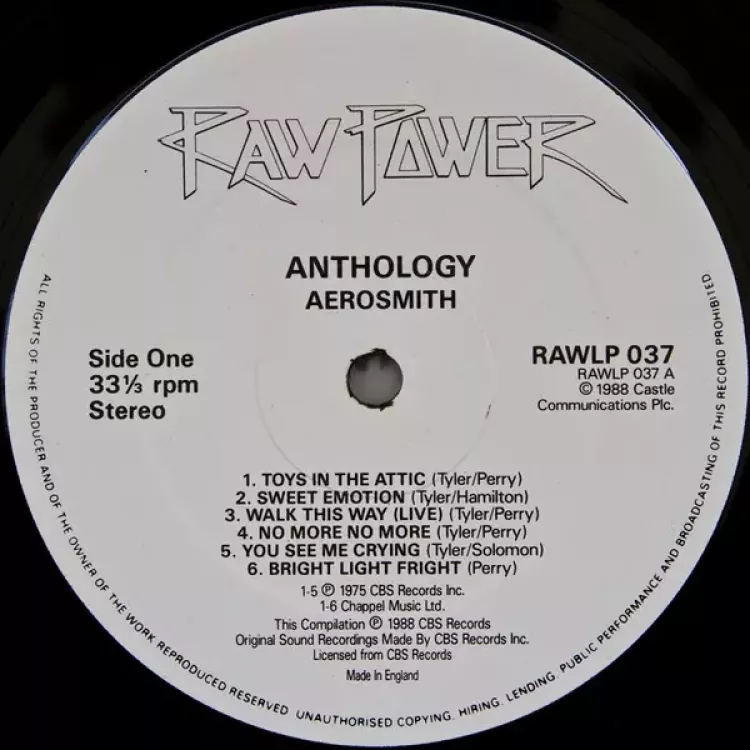 RAW POWER
ANTHOLOGY
AEROSMITH
Side One
33⅓ rpm
Stereo
RAWLP 037
RAWLP 037 A
© 1988 Castle
Communications Plc.
1. TOYS IN THE ATTIC (Tyler/Perry)
2. SWEET EMOTION (Tyler/Hamilton)
3. WALK THIS WAY (LIVE) (Tyler/Perry)
4. NO MORE NO MORE (Tyler/Perry)
5. YOU SEE ME CRYING (Tyler/Solomon)
6. BRIGHT LIGHT FRIGHT (Perry)
1-5 ℗ 1975 CBS Records Inc.
1-6 Chappel Music Ltd.
This Compilation ℗ 1988 CBS Records
Original Sound Recordings Made By CBS Records Inc.
Licensed from CBS Records
Made in England
ALL RIGHTS OF THE PRODUCER AND OF THE OWNER OF THE WORK REPRODUCED RESERVED. UNAUTHORISED COPYING. HIRING. LENDING. PUBLIC PERFORMANCE AND BROADCASTING OF THIS RECORD PROHIBITED